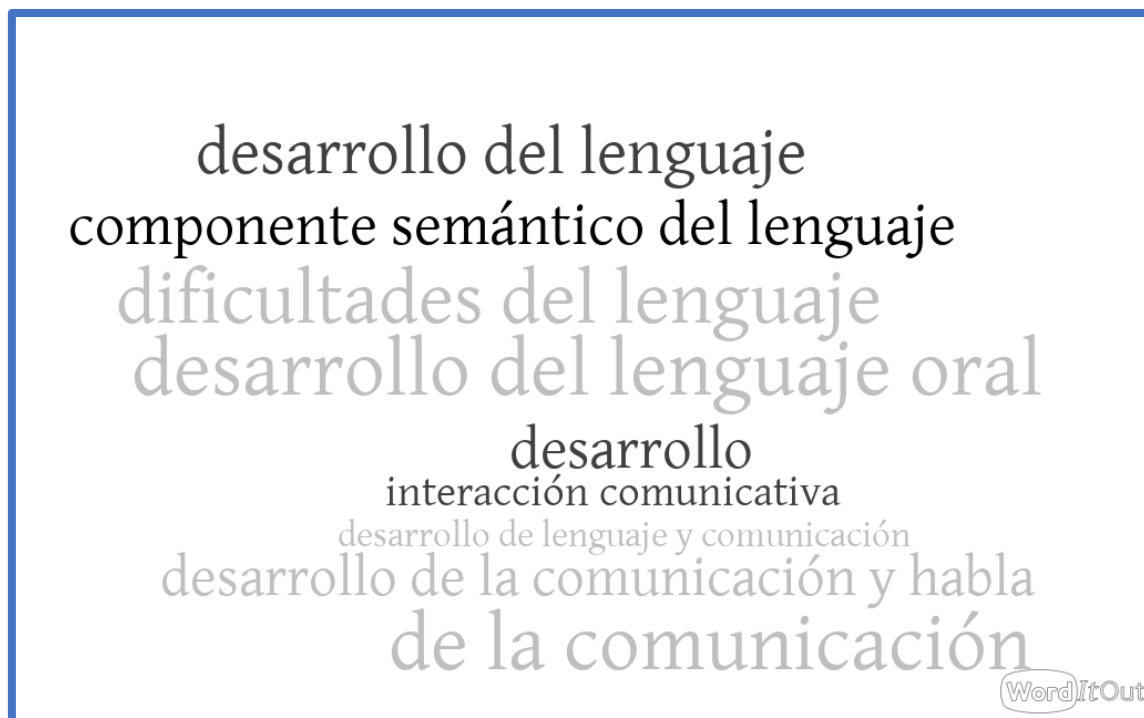 desarrollo del lenguaje
componente semántico del lenguaje
dificultades del lenguaje
desarrollo del lenguaje oral
desarrollo
interacción comunicativa
desarrollo de lenguaje y comunicación
desarrollo de la comunicación y habla
de la comunicación
WordItOut